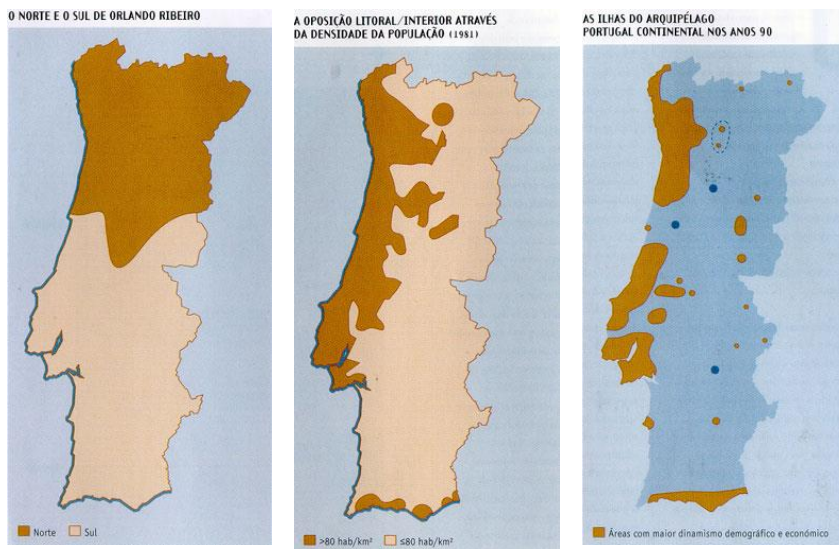 O NORTE E O SUL DE ORLANDO RIBEIRO
Norte
Sul
A OPOSIÇÃO LITORAL/INTERIOR ATRAVÉS
DA DENSIDADE DA POPULAÇÃO (1981)
>80 hab/km²
≤80 hab/km²
AS ILHAS DO ARQUIPÉLAGO
PORTUGAL CONTINENTAL NOS ANOS 90
Áreas com maior dinamismo demográfico e económico